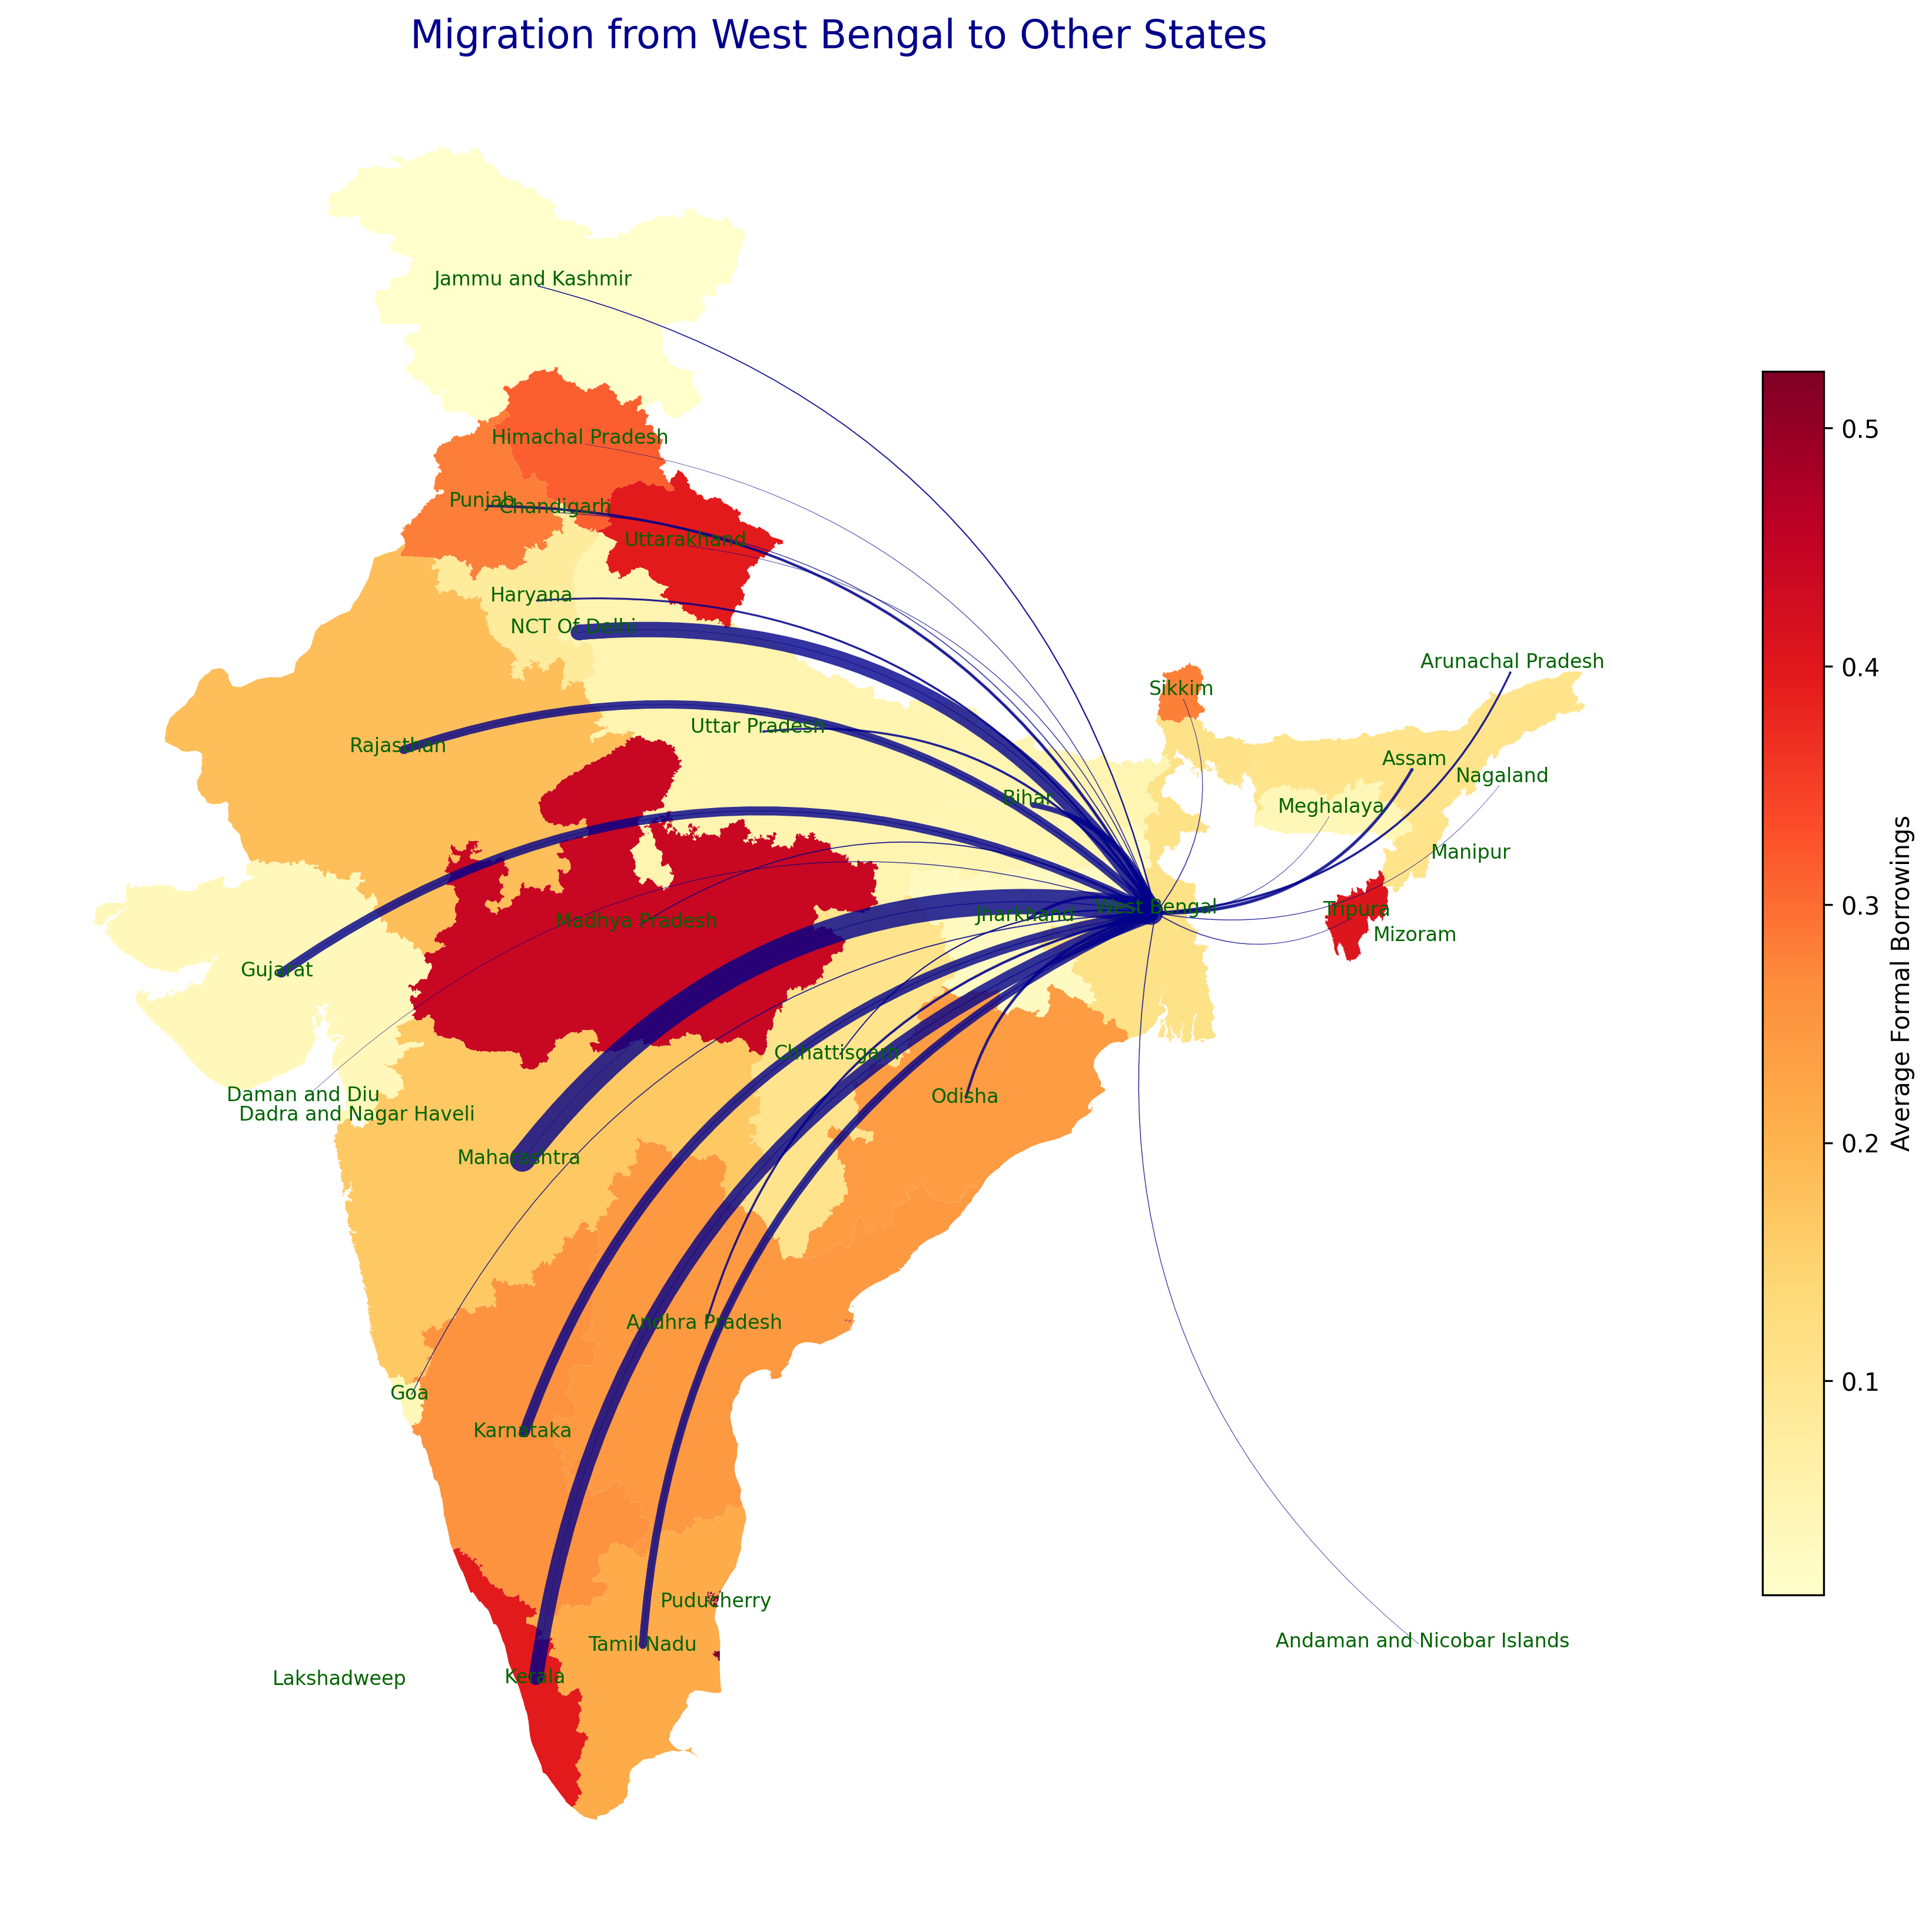 Migration from West Bengal to Other States
Jammu and Kashmir
Himachal Pradesh
Punjab
Chandigarh
Uttarakhand
Haryana
NCT Of Delhi
Arunachal Pradesh
Sikkim
Uttar Pradesh
Rajasthan
Assam
Nagaland
Bihar
Meghalaya
Manipur
West Bengal
Tripura
Jharkhand
Madhya Pradesh
Mizoram
Gujarat
Chhattisgarh
Daman and Diu
Odisha
Dadra and Nagar Haveli
Maharashtra
Andhra Pradesh
Goa
Karnataka
Puducherry
Tamil Nadu
Andaman and Nicobar Islands
Kerala
Lakshadweep
0.5
0.4
0.3
0.2
0.1
Average Formal Borrowings